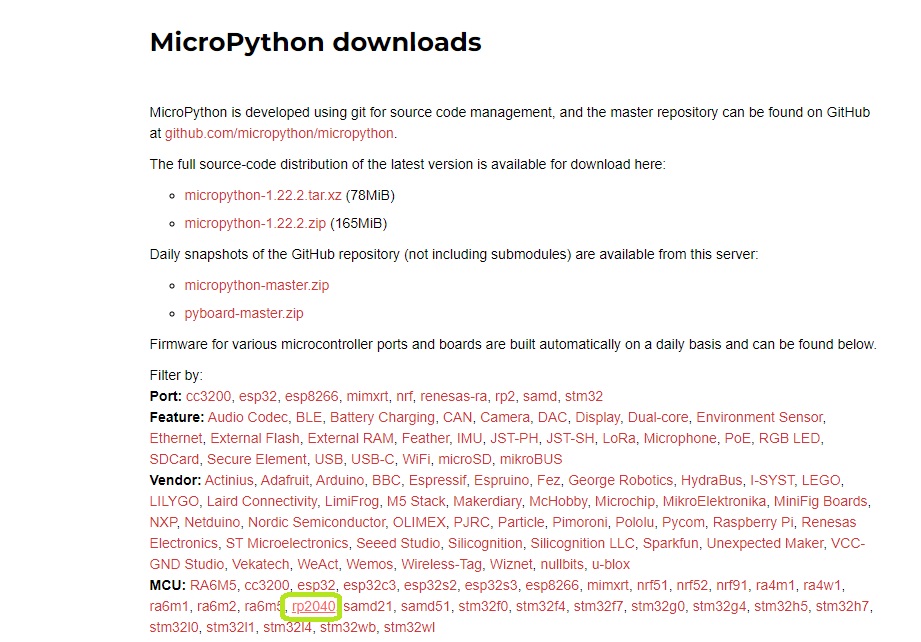 MicroPython downloads
MicroPython is developed using git for source code management, and the master repository can be found on GitHub
at github.com/micropython/micropython.
The full source-code distribution of the latest version is available for download here:
micropython-1.22.2.tar.xz (78MiB)
micropython-1.22.2.zip (165MiB)
Daily snapshots of the GitHub repository (not including submodules) are available from this server:
micropython-master.zip
pyboard-master.zip
Firmware for various microcontroller ports and boards are built automatically on a daily basis and can be found below.
Filter by:
Port: cc3200, esp32, esp8266, mimxrt, nrf, renesas-ra, rp2, samd, stm32
Feature: Audio Codec, BLE, Battery Charging, CAN, Camera, DAC, Display, Dual-core, Environment Sensor,
Ethernet, External Flash, External RAM, Feather, IMU, JST-PH, JST-SH, LoRa, Microphone, PoE, RGB LED,
SDCard, Secure Element, USB, USB-C, WiFi, microSD, mikroBUS
Vendor: Actinius, Adafruit, Arduino, BBC, Espressif, Espruino, Fez, George Robotics, HydraBus, I-SYST, LEGO,
LILYGO, Laird Connectivity, LimiFrog, M5 Stack, Makerdiary, McHobby, Microchip, MikroElektronika, MiniFig Boards,
NXP, Netduino, Nordic Semiconductor, OLIMEX, PJRC, Particle, Pimoroni, Pololu, Pycom, Raspberry Pi, Renesas
Electronics, ST Microelectronics, Seeed Studio, Silicognition, Silicognition LLC, Sparkfun, Unexpected Maker, VCC-
GND Studio, Vekatech, WeAct, Wemos, Wireless-Tag, Wiznet, nullbits, u-blox
MCU: RA6M5, cc3200, esp32, esp32c3, esp32s2, esp32s3, esp8266, mimxrt, nrf51, nrf52, nrf91, ra4m1, ra4w1,
ra6m1, ra6m2, ra6m5, rp2040, samd21, samd51, stm32f0, stm32f4, stm32f7, stm32g0, stm32g4, stm32h5, stm32h7,
stm32l0, stm32l1, stm32l4, stm32wb, stm32wl